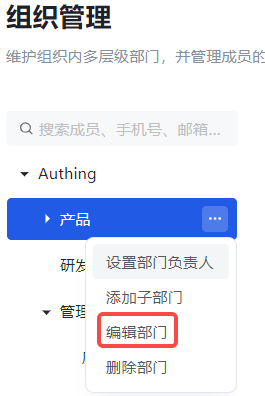 组织管理
维护组织内多层级部门，并管理成员的
搜索成员、手机号、邮箱...
Authing
产品
设置部门负责人
研发
添加子部门
管理
编辑部门
删除部门